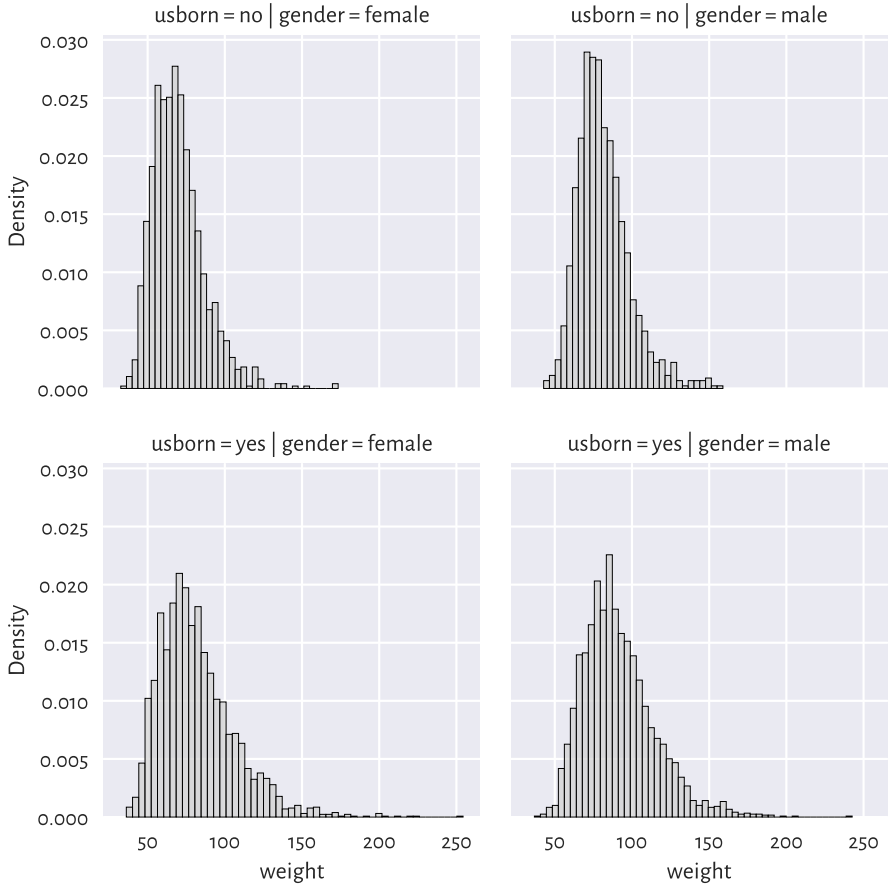 usborn = no | gender = female
usborn = no | gender = male
0.030
0.025
0.020
0.015
0.010
0.005
0.000
Density
usborn = yes | gender = female
usborn = yes | gender = male
0.030
0.025
0.020
0.015
0.010
0.005
0.000
Density
50 100 150 200 250
50 100 150 200 250
weight
weight